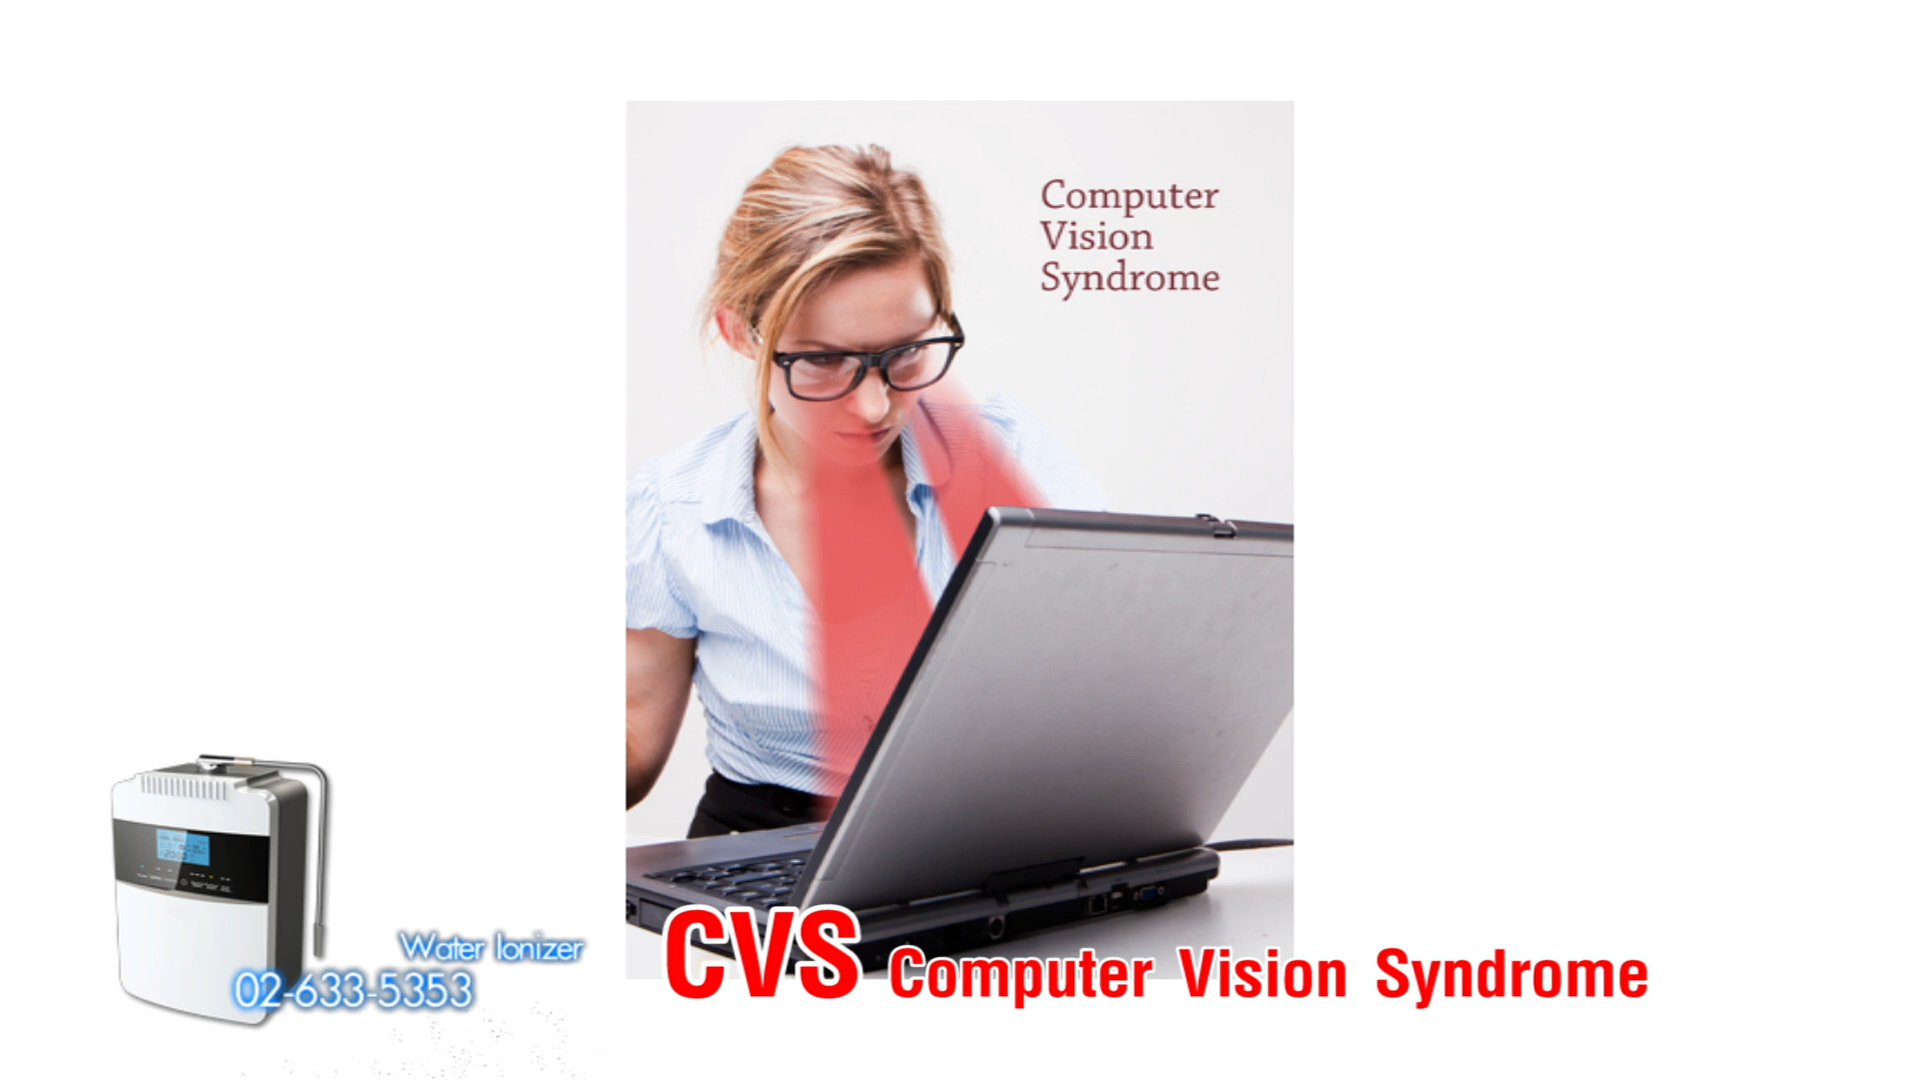 Computer
Vision
Syndrome
Water Ionizer
02-633-5353
CVS Computer Vision Syndrome